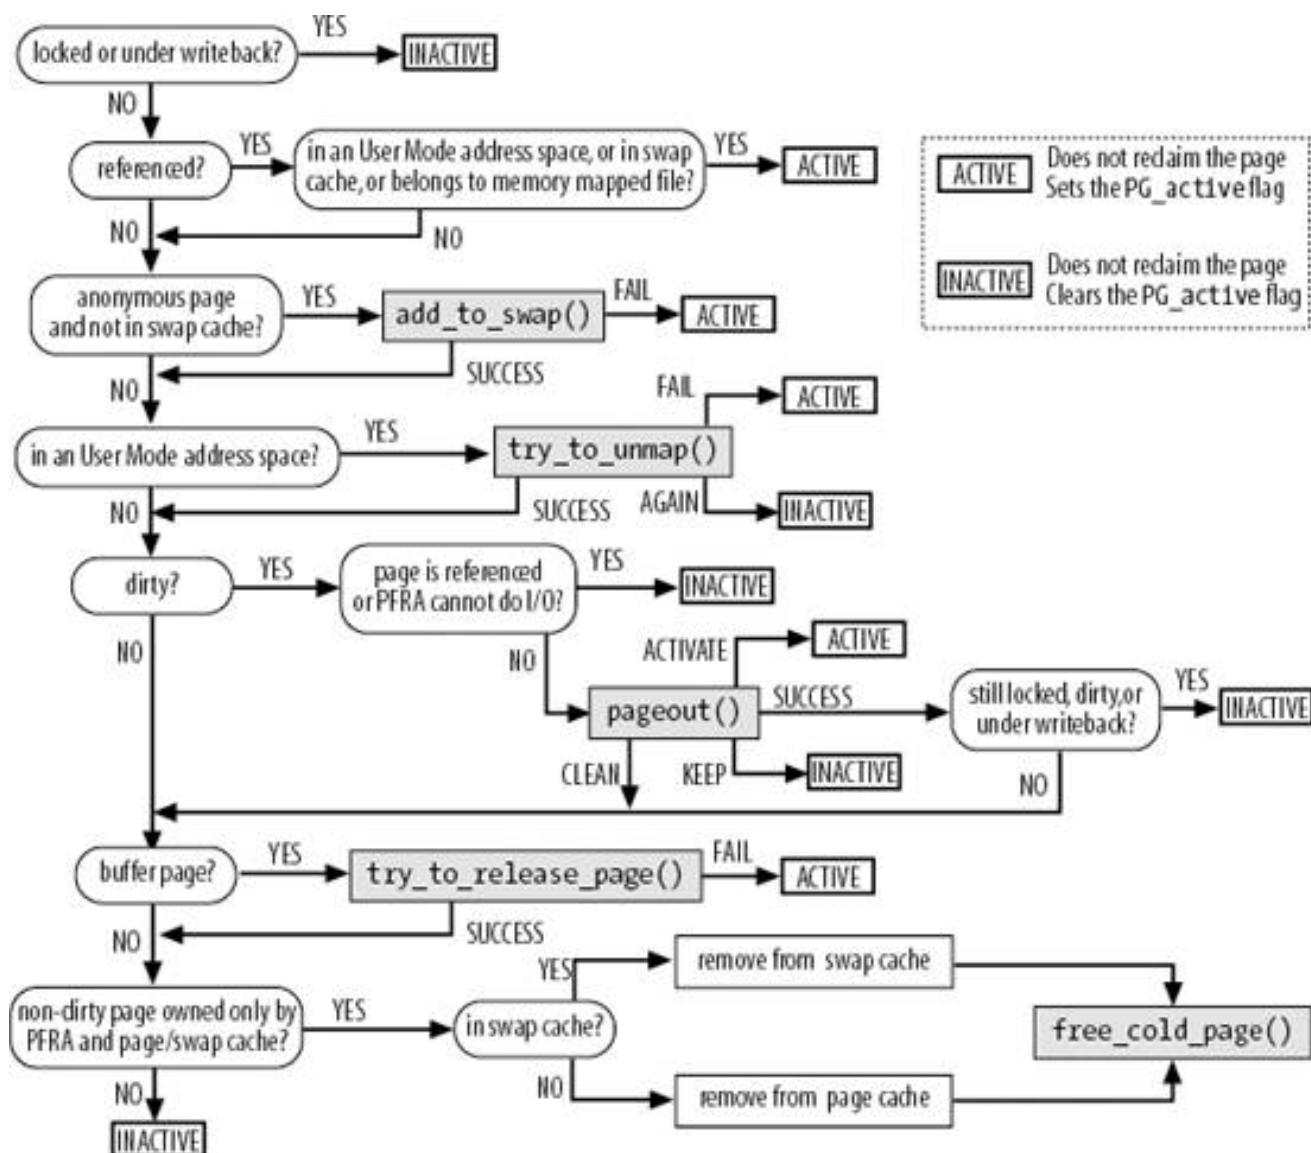 YES
locked or under writeback?
INACTIVE
NO
referenced?
YES
in an User Mode address space, or in swap
cache, or belongs to memory mapped file?
YES
ACTIVE
NO
NO
ACTIVE
Does not reclaim the page
Sets the PG_active flag
INACTIVE
Does not reclaim the page
Clears the PG_active flag
anonymous page
and not in swap cache?
YES
add_to_swap()
FAIL
ACTIVE
SUCCESS
NO
in an User Mode address space?
YES
try_to_unmap()
FAIL
ACTIVE
SUCCESS
AGAIN
INACTIVE
NO
dirty?
YES
page is referenced
or PFRA cannot do I/O?
YES
INACTIVE
NO
NO
pageout()
ACTIVATE
ACTIVE
SUCCESS
still locked, dirty, or
under writeback?
YES
INACTIVE
CLEAN
KEEP
INACTIVE
NO
buffer page?
YES
try_to_release_page()
FAIL
ACTIVE
SUCCESS
NO
non-dirty page owned only by
PFRA and page/swap cache?
YES
in swap cache?
YES
remove from swap cache
free_cold_page()
NO
remove from page cache
NO
INACTIVE